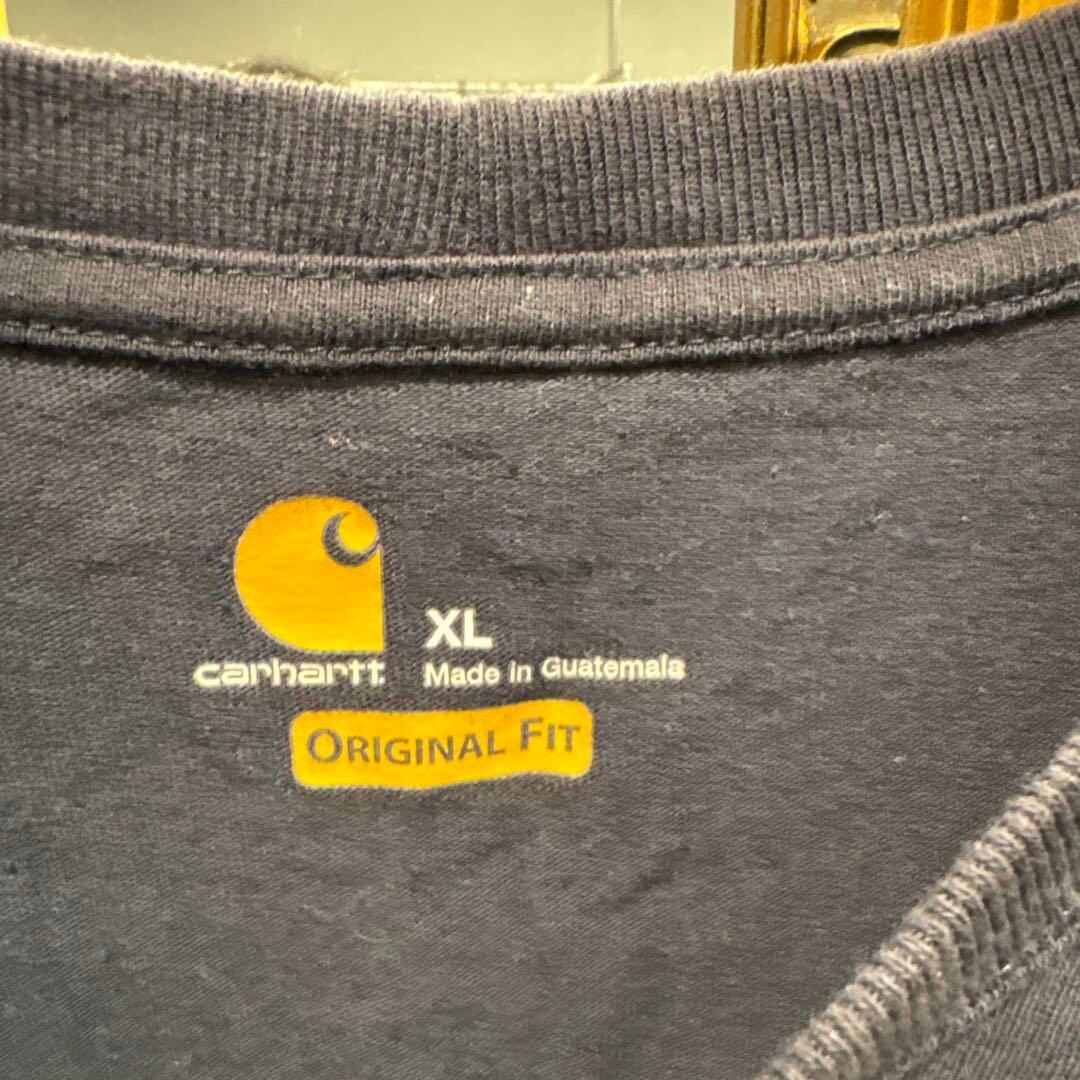 XL
carhartt
Made in Guatemala
ORIGINAL FIT